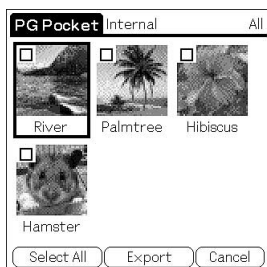 PG Pocket Internal All
River Palmtree Hibiscus
Hamster
Select All Export Cancel